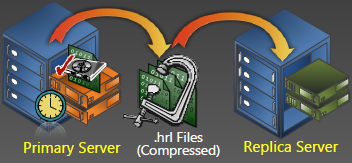 Primary Server
.hrl Files
(Compressed)
Replica Server